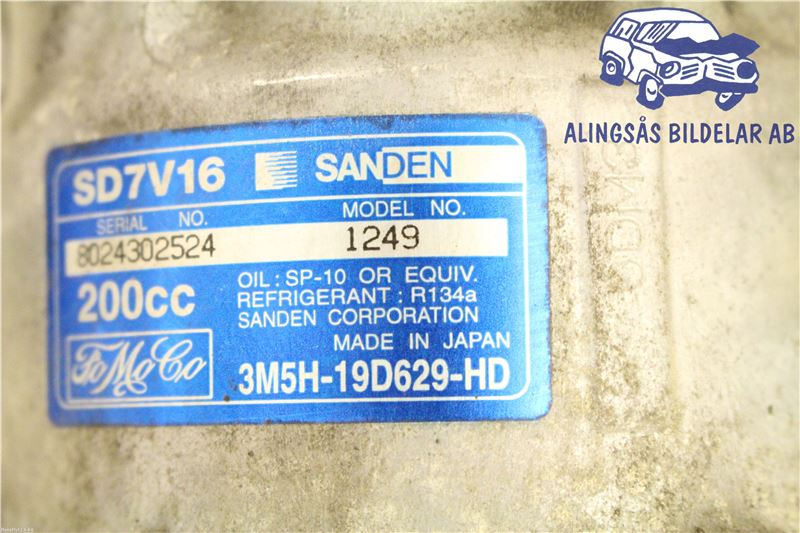 ALINGSÅS BILDELAR AB
SD7V16 SANDEN
SERIAL NO. MODEL NO.
8024302524 1249
200cc
OIL : SP-10 OR EQUIV.
REFRIGERANT : R134a
SANDEN CORPORATION
MADE IN JAPAN
FoMoCo
3M5H-19D629-HD